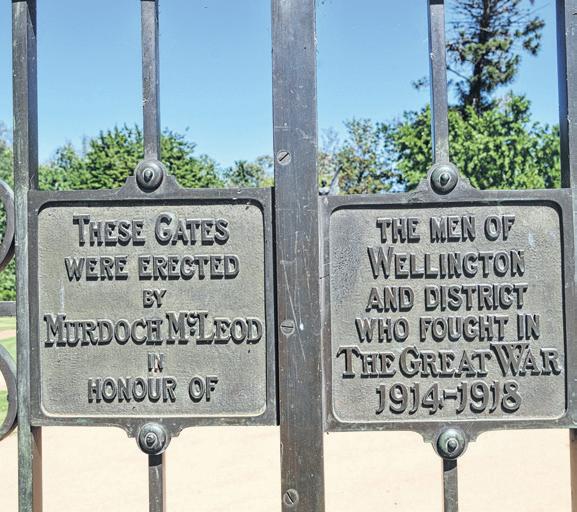 THESE GATES
WERE ERECTED
BY
MURDOCH McLEOD
IN
HONOUR OF
THE MEN OF
WELLINGTON
AND DISTRICT
WHO FOUGHT IN
THE GREAT WAR
1914-1918